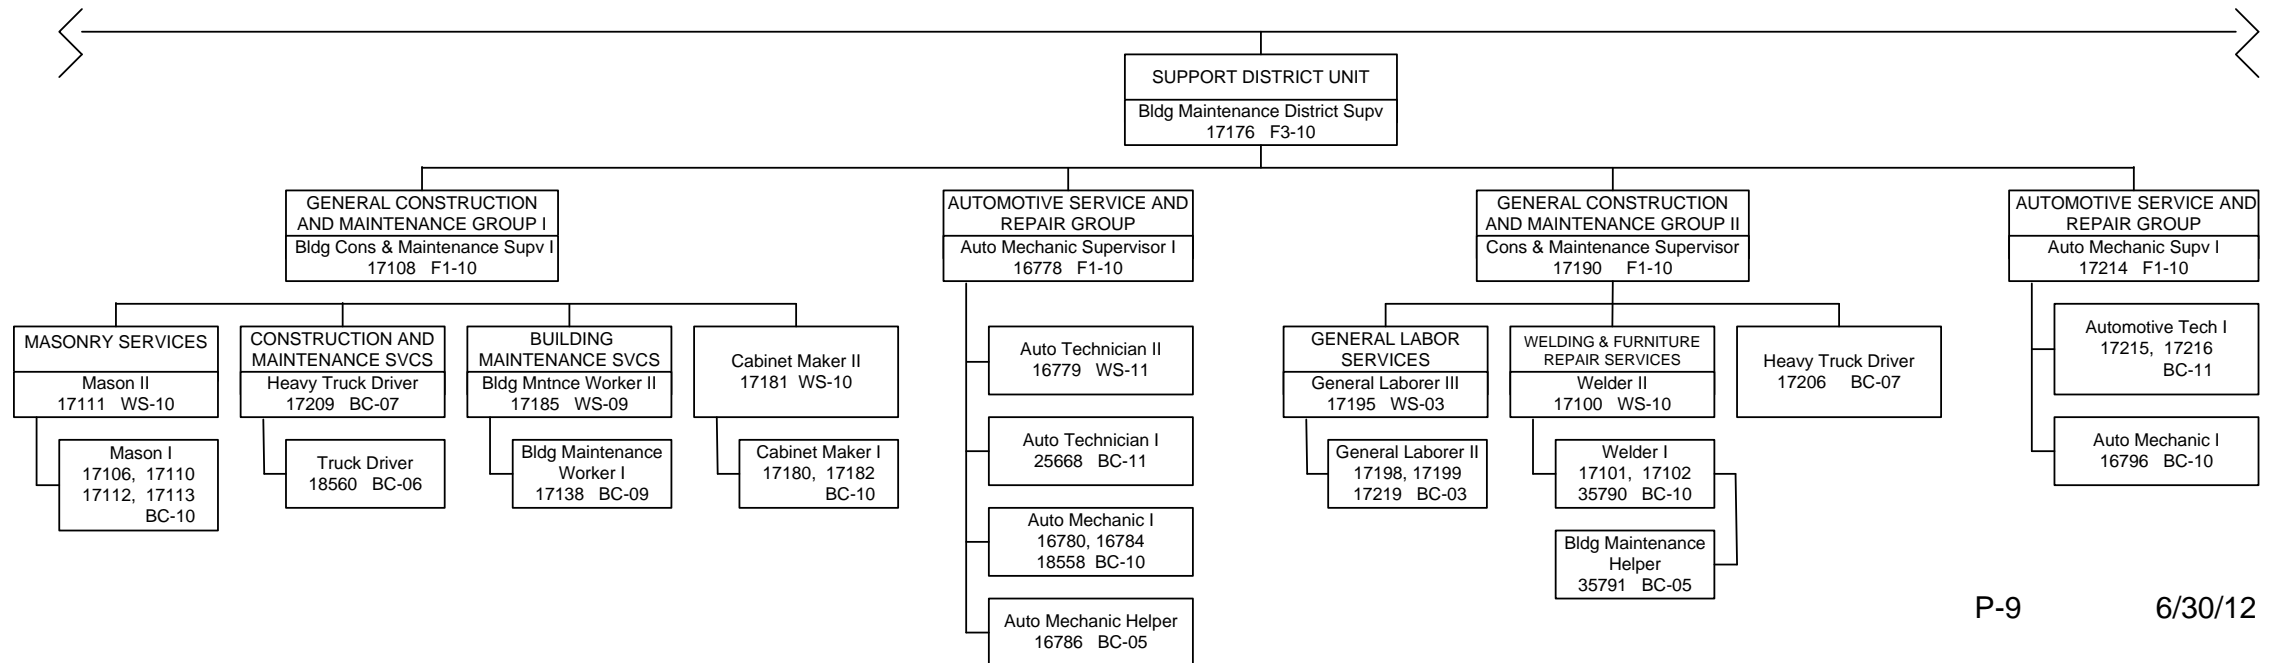 SUPPORT DISTRICT UNIT
Bldg Maintenance District Supv
17176 F3-10
GENERAL CONSTRUCTION
AND MAINTENANCE GROUP I
Bldg Cons & Maintenance Supv I
17108 F1-10
AUTOMOTIVE SERVICE AND
REPAIR GROUP
Auto Mechanic Supervisor I
16778 F1-10
GENERAL CONSTRUCTION
AND MAINTENANCE GROUP II
Cons & Maintenance Supervisor
17190 F1-10
AUTOMOTIVE SERVICE AND
REPAIR GROUP
Auto Mechanic Supv I
17214 F1-10
MASONRY SERVICES
Mason II
17111 WS-10
Mason I
17106, 17110
17112, 17113
BC-10
CONSTRUCTION AND
MAINTENANCE SVCS
Heavy Truck Driver
17209 BC-07
Truck Driver
18560 BC-06
BUILDING
MAINTENANCE SVCS
Bldg Mntnce Worker II
17185 WS-09
Bldg Maintenance
Worker I
17138 BC-09
Cabinet Maker II
17181 WS-10
Cabinet Maker I
17180, 17182
BC-10
Auto Technician II
16779 WS-11
Auto Technician I
25668 BC-11
Auto Mechanic I
16780, 16784
18558 BC-10
Auto Mechanic Helper
16786 BC-05
GENERAL LABOR
SERVICES
General Laborer III
17195 WS-03
General Laborer II
17198, 17199
17219 BC-03
WELDING & FURNITURE
REPAIR SERVICES
Welder II
17100 WS-10
Welder I
17101, 17102
35790 BC-10
Bldg Maintenance
Helper
35791 BC-05
Heavy Truck Driver
17206 BC-07
Automotive Tech I
17215, 17216
BC-11
Auto Mechanic I
16796 BC-10
P-9 6/30/12